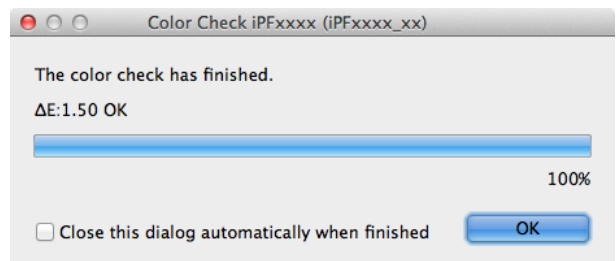 Color Check iPFxxxx (iPFxxxx_xx)
The color check has finished.
ΔE:1.50 OK
100%
Close this dialog automatically when finished
OK